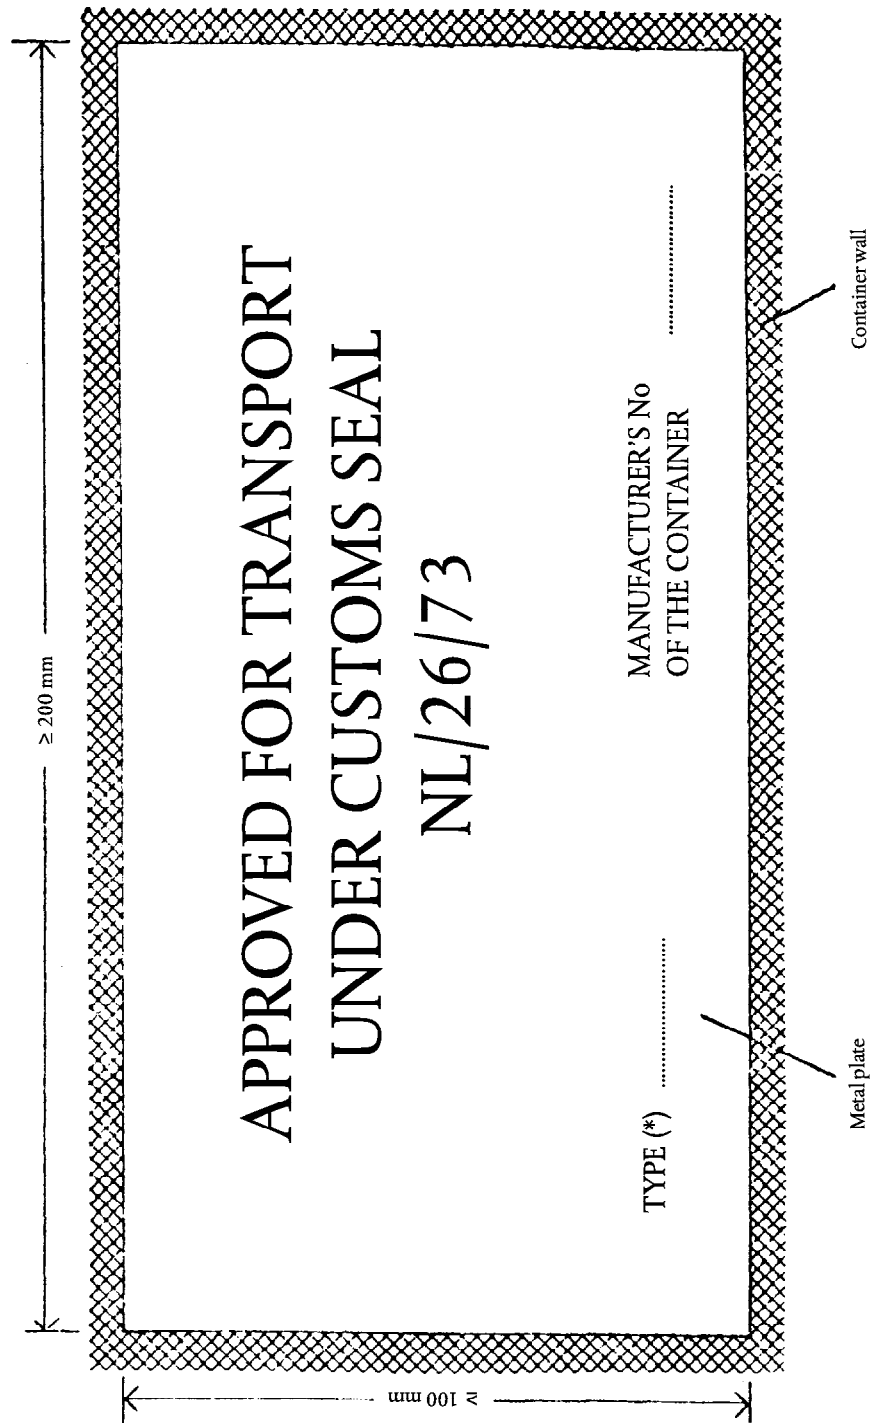 ≥ 200 mm
APPROVED FOR TRANSPORT
UNDER CUSTOMS SEAL
NL/26/73
TYPE (*) ....................
MANUFACTURER'S No
OF THE CONTAINER ....................
≥ 100 mm
Metal plate
Container wall